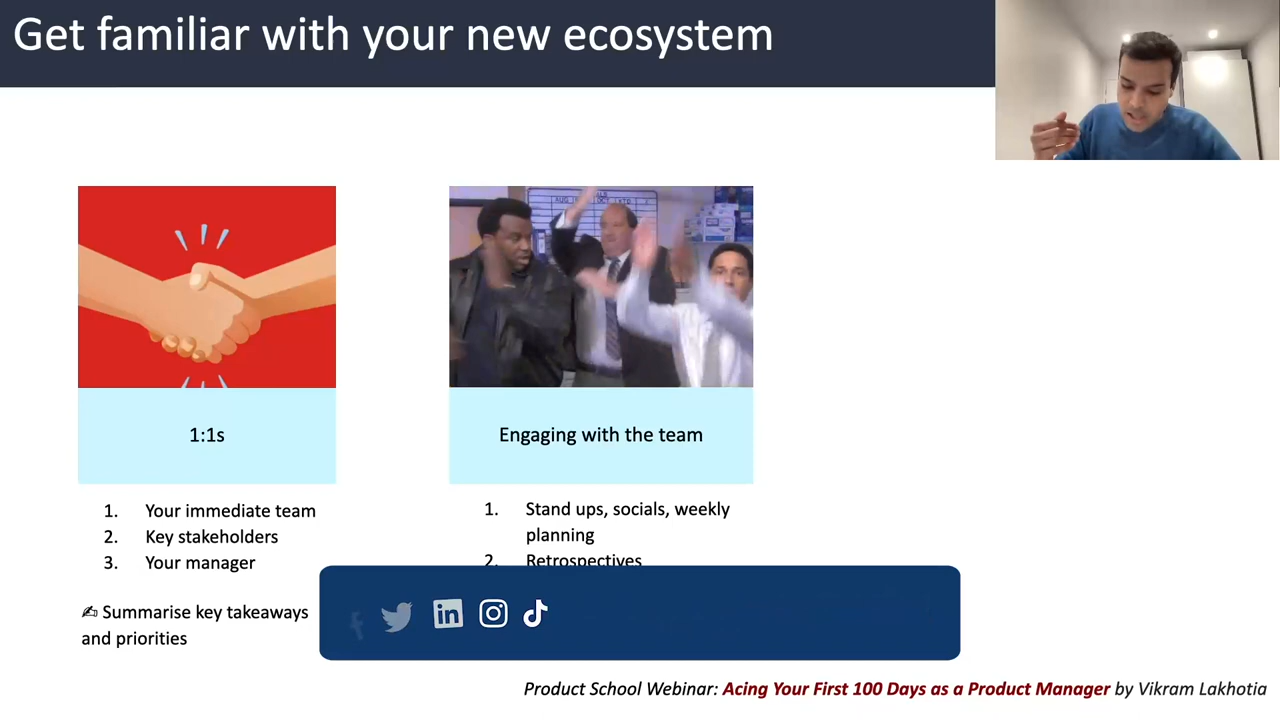 Get familiar with your new ecosystem
1:1s
1. Your immediate team
2. Key stakeholders
3. Your manager
✍ Summarise key takeaways
and priorities
Engaging with the team
1. Stand ups, socials, weekly
planning
2. Retrospectives
in
Product School Webinar: Acing Your First 100 Days as a Product Manager by Vikram Lakhotia